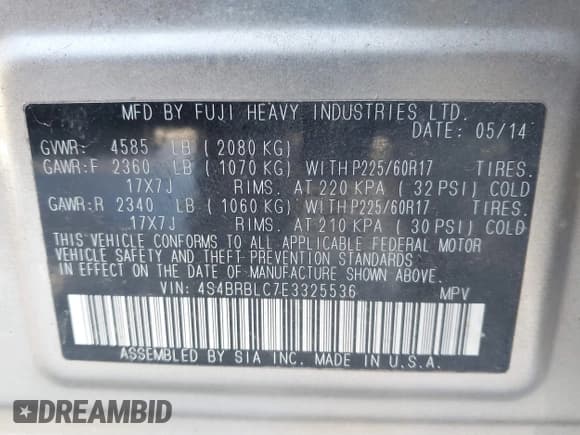 MFD BY FUJI HEAVY INDUSTRIES LTD.
DATE: 05/14
GVWR: 4585 LB ( 2080 KG)
GAWR:F 2360 LB ( 1070 KG) WITH P225/60R17 TIRES.
17X7J RIMS. AT 220 KPA ( 32 PSI) COLD
GAWR:R 2340 LB ( 1060 KG) WITH P225/60R17 TIRES.
17X7J RIMS. AT 210 KPA ( 30 PSI) COLD
THIS VEHICLE CONFORMS TO ALL APPLICABLE FEDERAL MOTOR
VEHICLE SAFETY AND THEFT PREVENTION STANDARDS
IN EFFECT ON THE DATE OF MANUFACTURE SHOWN ABOVE.
VIN: 4S4BRBLC7E3325536 MPV
ASSEMBLED BY SIA INC. MADE IN U.S.A.
DREAMBID